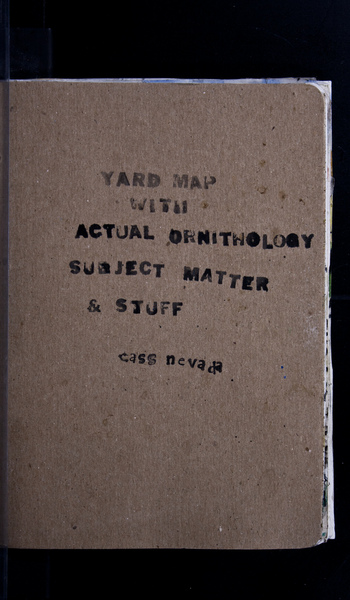 YARD MAP
WITH
ACTUAL ORNITHOLOGY
SUBJECT MATTER
& STUFF
cass nevada